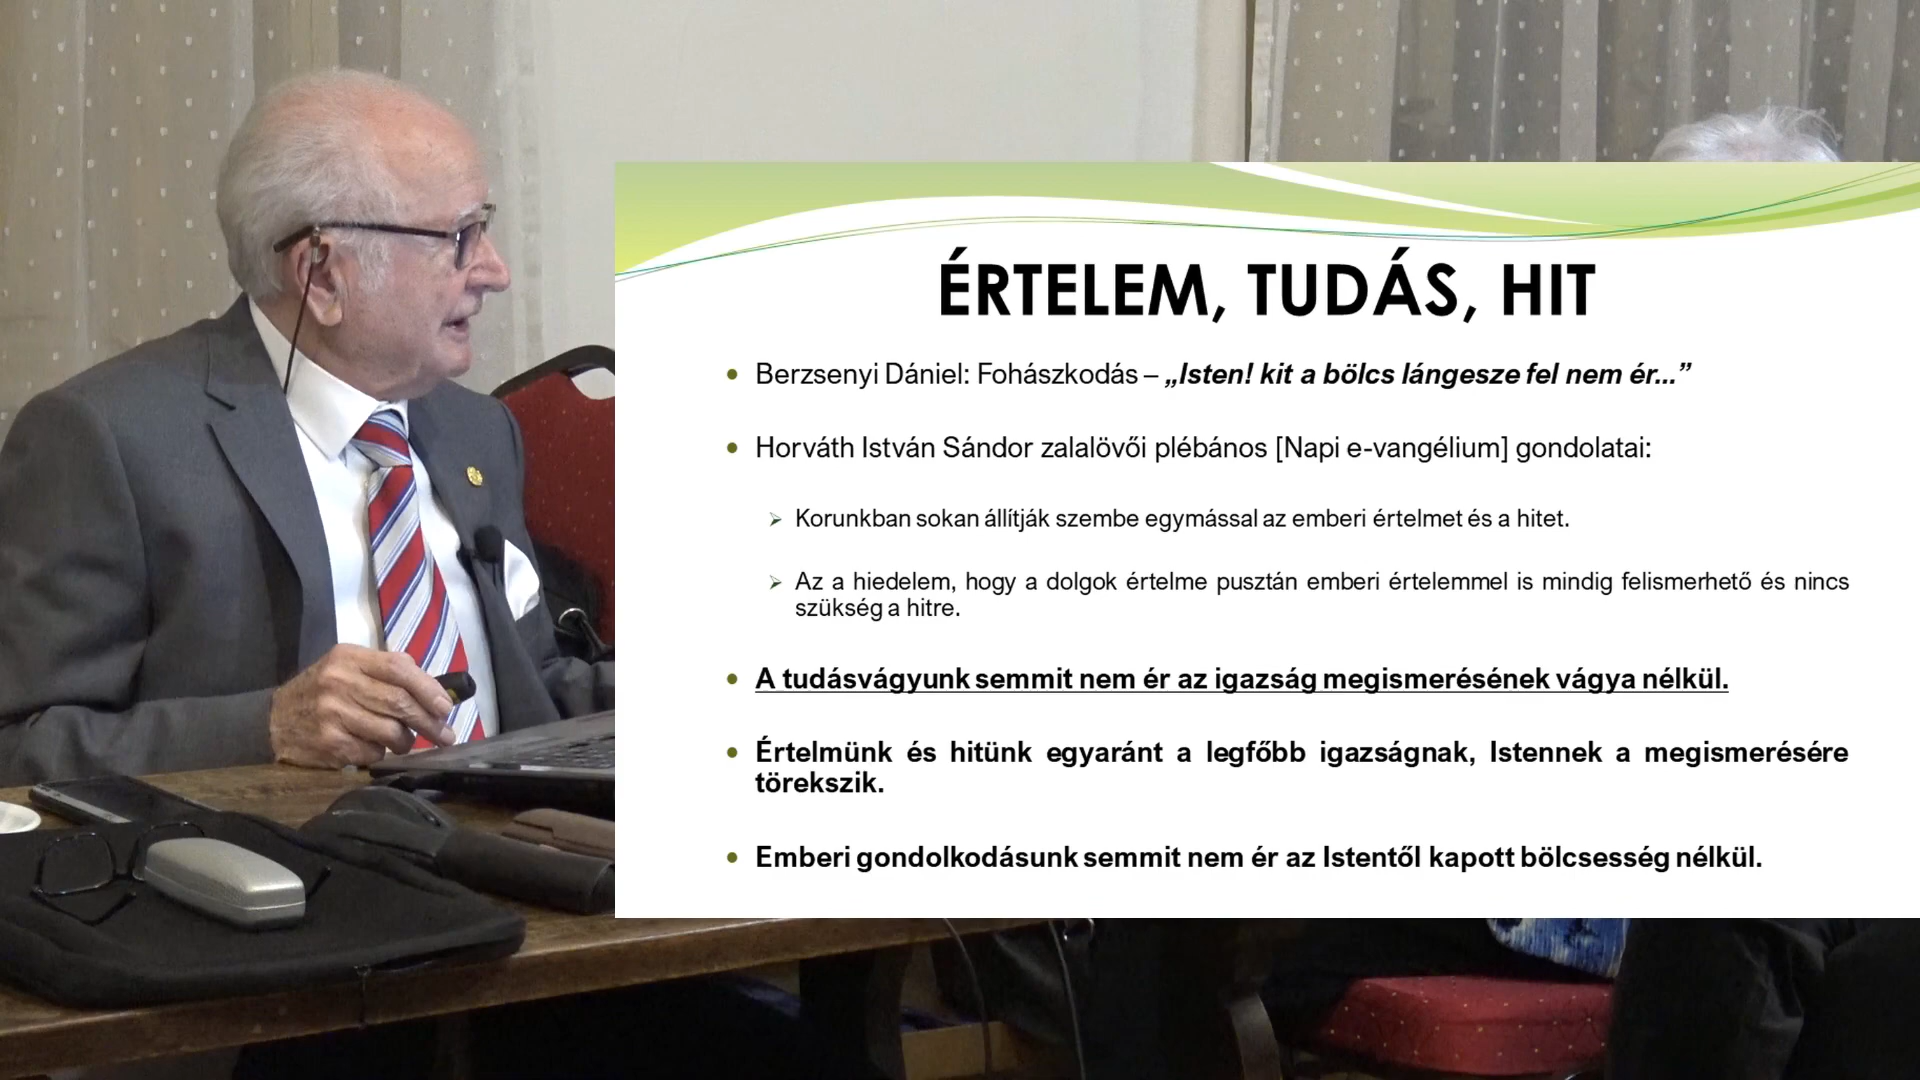 ÉRTELEM, TUDÁS, HIT
Berzsenyi Dániel: Fohászkodás – „Isten! kit a bölcs lángesze fel nem ér...”
Horváth István Sándor zalalövői plébános [Napi e-vangélium] gondolatai:
Korunkban sokan állítják szembe egymással az emberi értelmet és a hitet.
Az a hiedelem, hogy a dolgok értelme pusztán emberi értelemmel is mindig felismerhető és nincs
szükség a hitre.
A tudásvágyunk semmit nem ér az igazság megismerésének vágya nélkül.
Értelmünk és hitünk egyaránt a legfőbb igazságnak, Istennek a megismerésére
törekszik.
Emberi gondolkodásunk semmit nem ér az Istentől kapott bölcsesség nélkül.